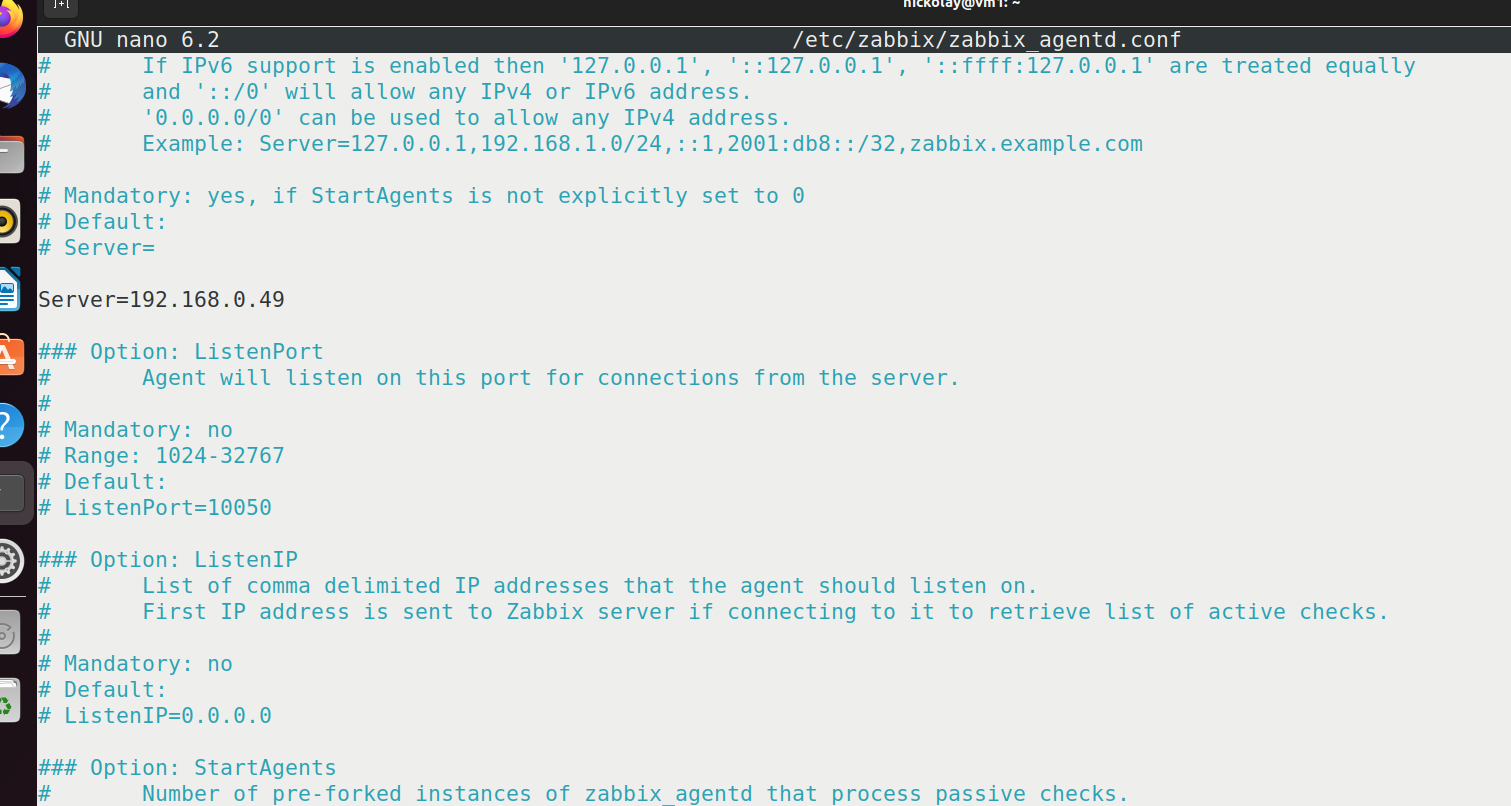 nickolay@vm1: ~
GNU nano 6.2 /etc/zabbix/zabbix_agentd.conf
#       If IPv6 support is enabled then '127.0.0.1', '::127.0.0.1', '::ffff:127.0.0.1' are treated equally
#       and '::/0' will allow any IPv4 or IPv6 address.
#       '0.0.0.0/0' can be used to allow any IPv4 address.
#       Example: Server=127.0.0.1,192.168.1.0/24,::1,2001:db8::/32,zabbix.example.com
#
# Mandatory: yes, if StartAgents is not explicitly set to 0
# Default:
# Server=
Server=192.168.0.49
### Option: ListenPort
#       Agent will listen on this port for connections from the server.
#
# Mandatory: no
# Range: 1024-32767
# Default:
# ListenPort=10050
### Option: ListenIP
#       List of comma delimited IP addresses that the agent should listen on.
#       First IP address is sent to Zabbix server if connecting to it to retrieve list of active checks.
#
# Mandatory: no
# Default:
# ListenIP=0.0.0.0
### Option: StartAgents
#       Number of pre-forked instances of zabbix_agentd that process passive checks.